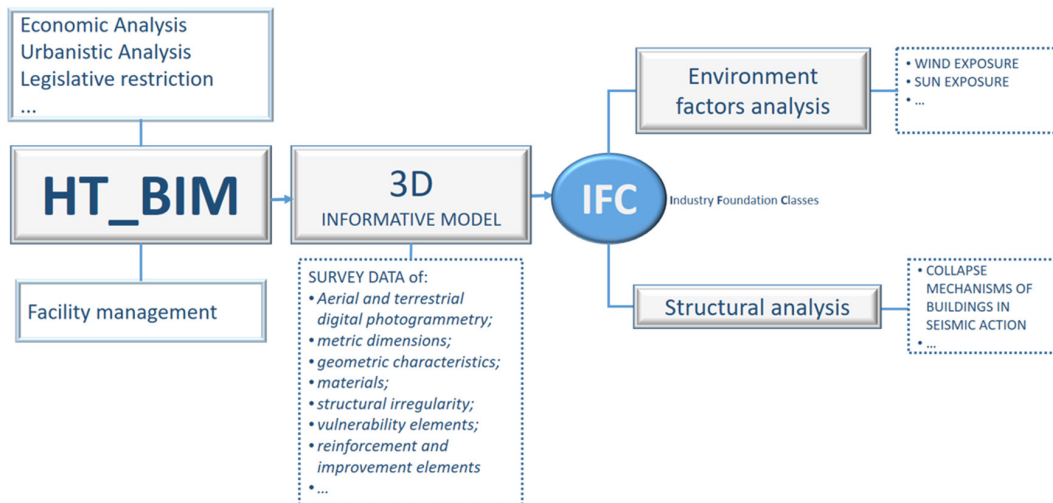 Economic Analysis
Urbanistic Analysis
Legislative restriction
...
HT_BIM
Facility management
3D
INFORMATIVE MODEL
SURVEY DATA of:
• Aerial and terrestrial
digital photogrammetry;
• metric dimensions;
• geometric characteristics;
• materials;
• structural irregularity;
• vulnerability elements;
• reinforcement and
improvement elements
• ...
IFC
Industry Foundation Classes
Environment
factors analysis
• WIND EXPOSURE
• SUN EXPOSURE
• ...
Structural analysis
• COLLAPSE
MECHANISMS OF
BUILDINGS IN
SEISMIC ACTION
• ...